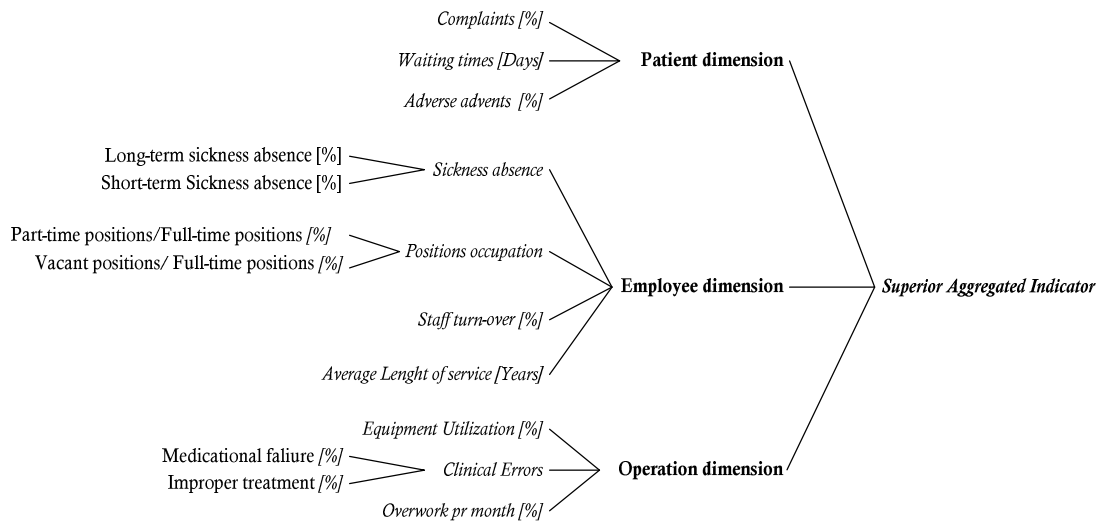 Complaints [%]
Waiting times [Days]
Patient dimension
Adverse advents [%]
Long-term sickness absence [%]
Short-term Sickness absence [%]
Sickness absence
Part-time positions/Full-time positions [%]
Vacant positions/ Full-time positions [%]
Positions occupation
Employee dimension
Superior Aggregated Indicator
Staff turn-over [%]
Average Lenght of service [Years]
Equipment Utilization [%]
Medicational faliure [%]
Improper treatment [%]
Clinical Errors
Operation dimension
Overwork pr month [%]